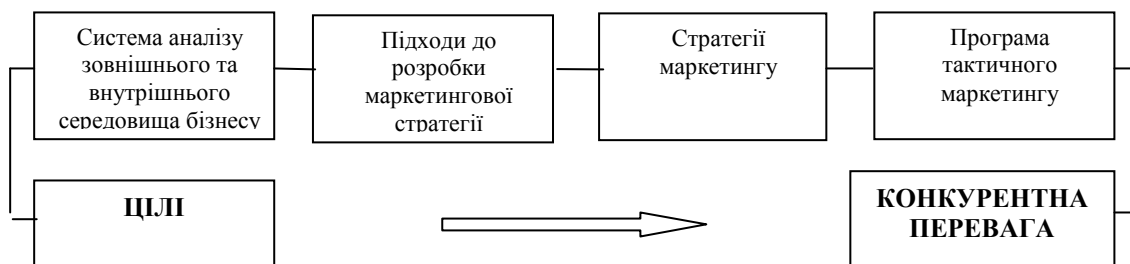 Система аналізу
зовнішнього та
внутрішнього
середовища бізнесу
Підходи до
розробки
маркетингової
стратегії
Стратегії
маркетингу
Програма
тактичного
маркетингу
ЦІЛІ
КОНКУРЕНТНА
ПЕРЕВАГА